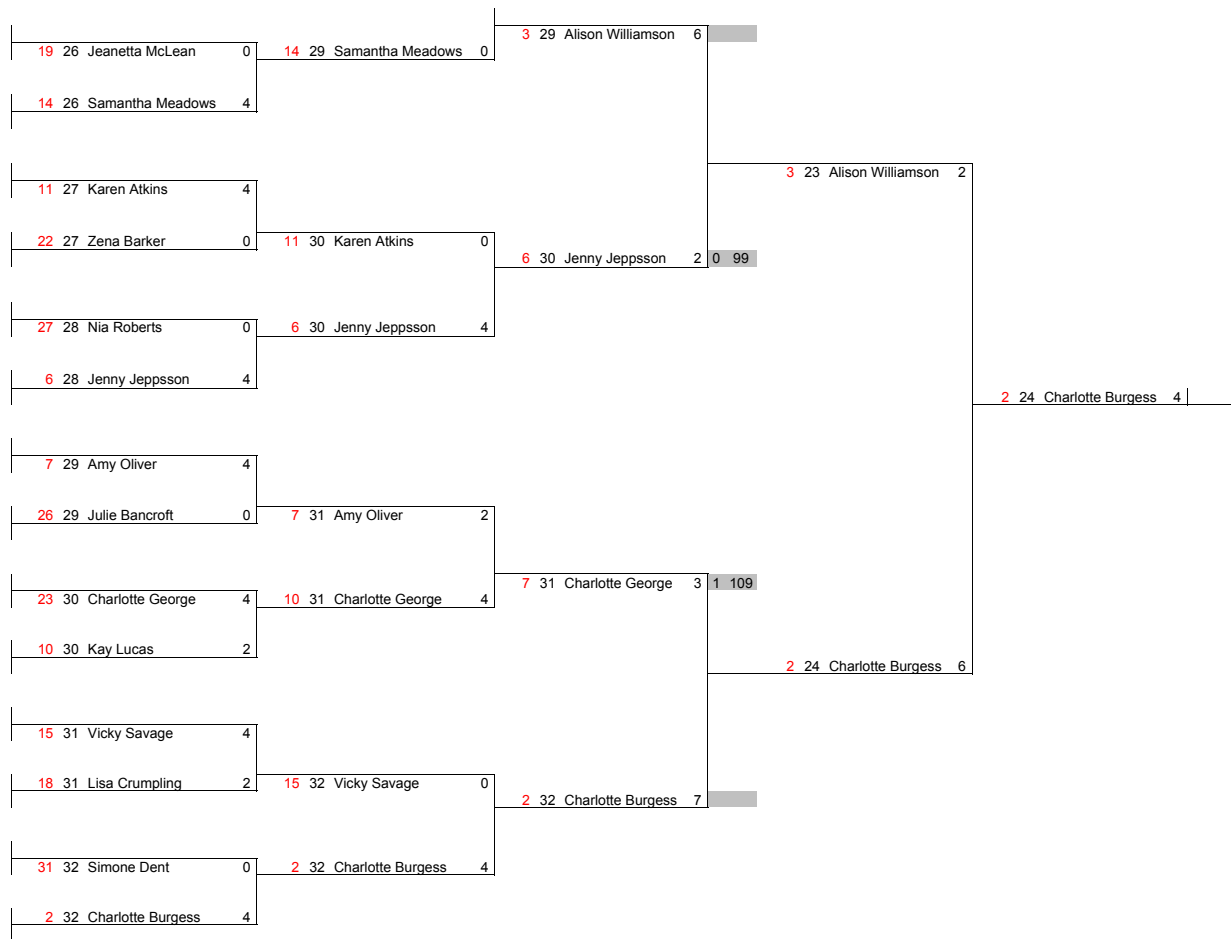 3 29 Alison Williamson 6
19 26 Jeanetta McLean 0 14 29 Samantha Meadows 0
14 26 Samantha Meadows 4
3 23 Alison Williamson 2
11 27 Karen Atkins 4
22 27 Zena Barker 0 11 30 Karen Atkins 0
6 30 Jenny Jeppsson 2 0 99
27 28 Nia Roberts 0 6 30 Jenny Jeppsson 4
6 28 Jenny Jeppsson 4
2 24 Charlotte Burgess 4
7 29 Amy Oliver 4
26 29 Julie Bancroft 0 7 31 Amy Oliver 2
7 31 Charlotte George 3 1 109
23 30 Charlotte George 4 10 31 Charlotte George 4
10 30 Kay Lucas 2
2 24 Charlotte Burgess 6
15 31 Vicky Savage 4
18 31 Lisa Crumpling 2 15 32 Vicky Savage 0
2 32 Charlotte Burgess 7
31 32 Simone Dent 0 2 32 Charlotte Burgess 4
2 32 Charlotte Burgess 4